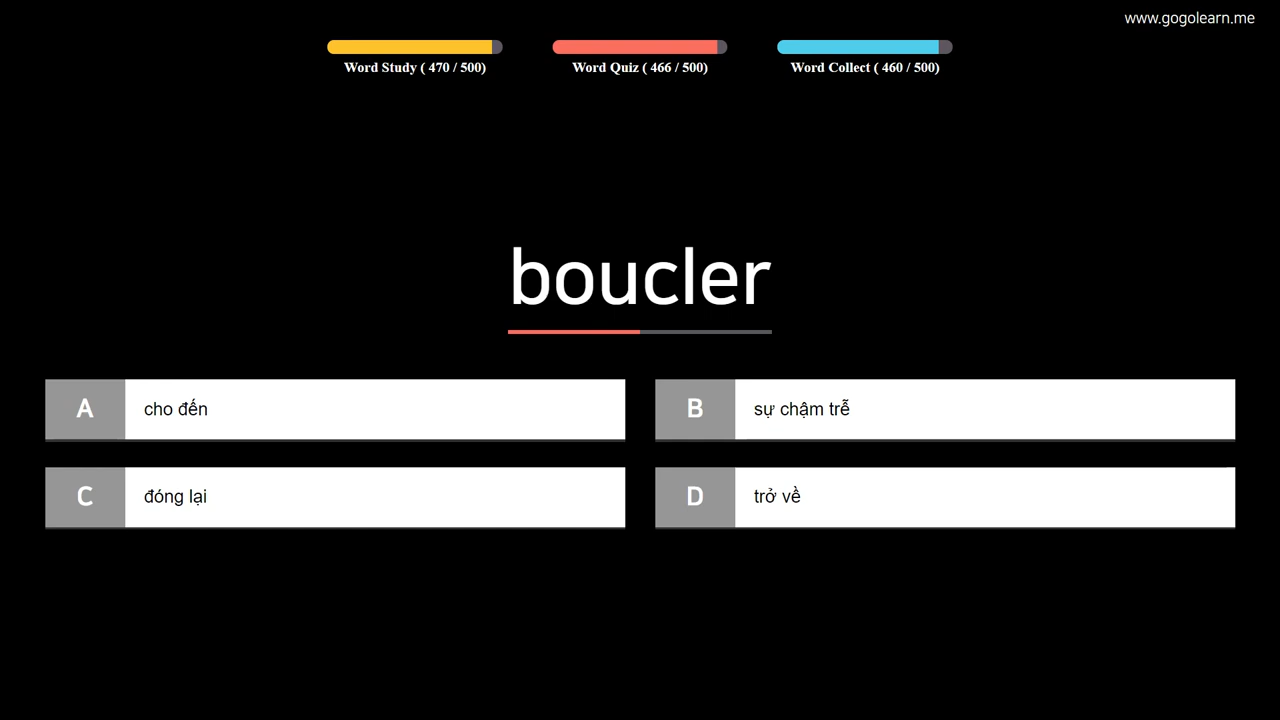 www.gogolearn.me
Word Study ( 470 / 500)
Word Quiz ( 466 / 500)
Word Collect ( 460 / 500)
boucler
A cho đến
B sự chậm trễ
C đóng lại
D trở về